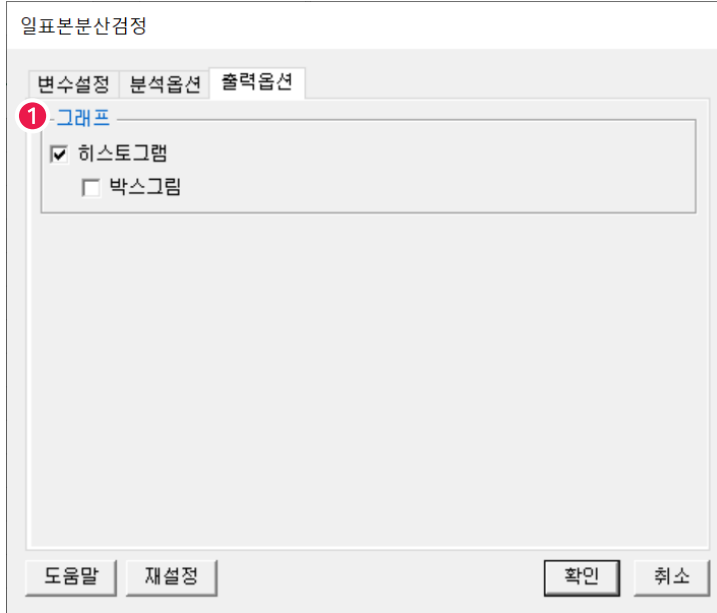 일표본분산검정
변수설정 분석옵션 출력옵션
1 그래프
히스토그램
박스그림
도움말 재설정 확인 취소